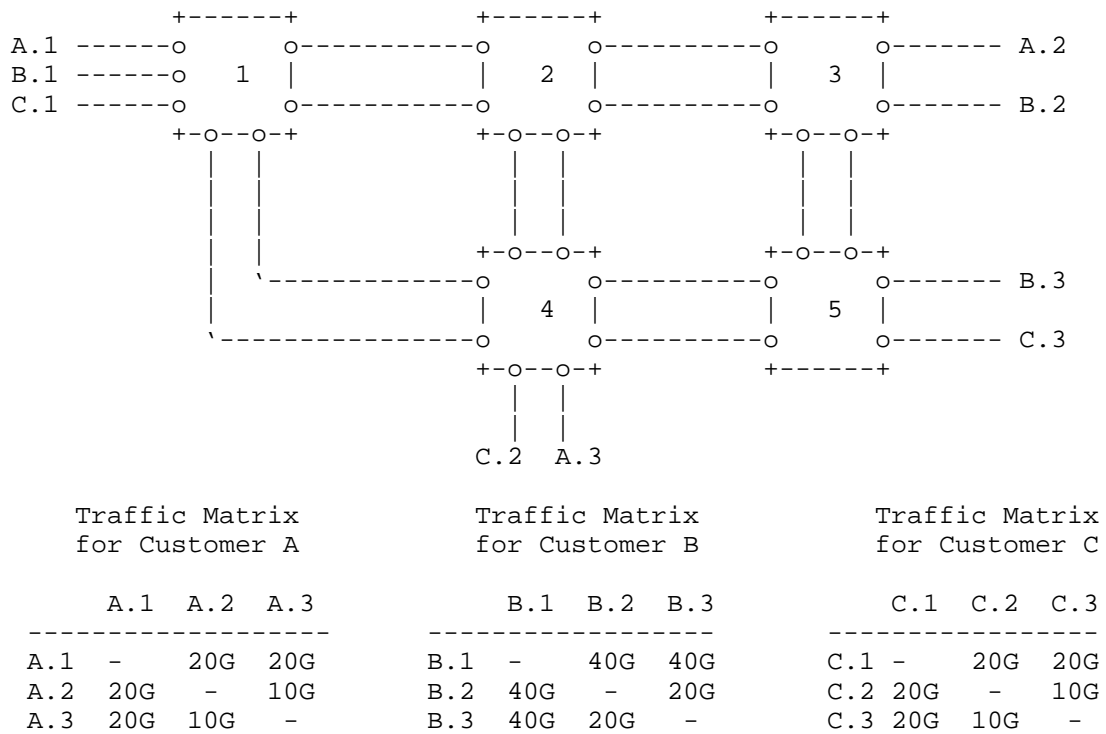 A.1 1 2 3 A.2
B.1
C.1 B.2
4 5 B.3
C.3
C.2 A.3
Traffic Matrix Traffic Matrix Traffic Matrix
for Customer A for Customer B for Customer C
A.1 A.2 A.3 B.1 B.2 B.3 C.1 C.2 C.3
A.1 - 20G 20G B.1 - 40G 40G C.1 - 20G 20G
A.2 20G - 10G B.2 40G - 20G C.2 20G - 10G
A.3 20G 10G - B.3 40G 20G - C.3 20G 10G -